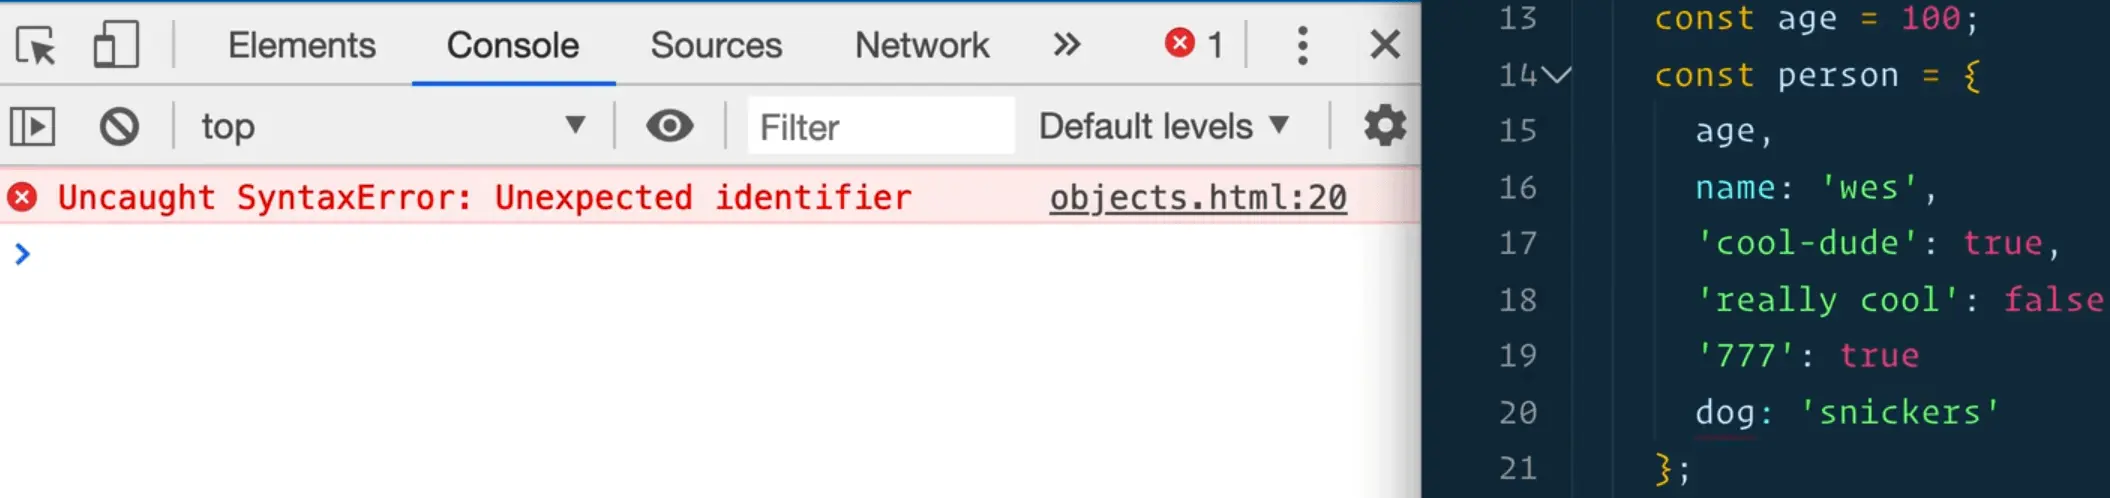 Elements Console Sources Network » 1
top Filter Default levels
Uncaught SyntaxError: Unexpected identifier objects.html:20
13 const age = 100;
14 const person = {
15 age,
16 name: 'wes',
17 'cool-dude': true,
18 'really cool': false
19 '777': true
20 dog: 'snickers'
21 };